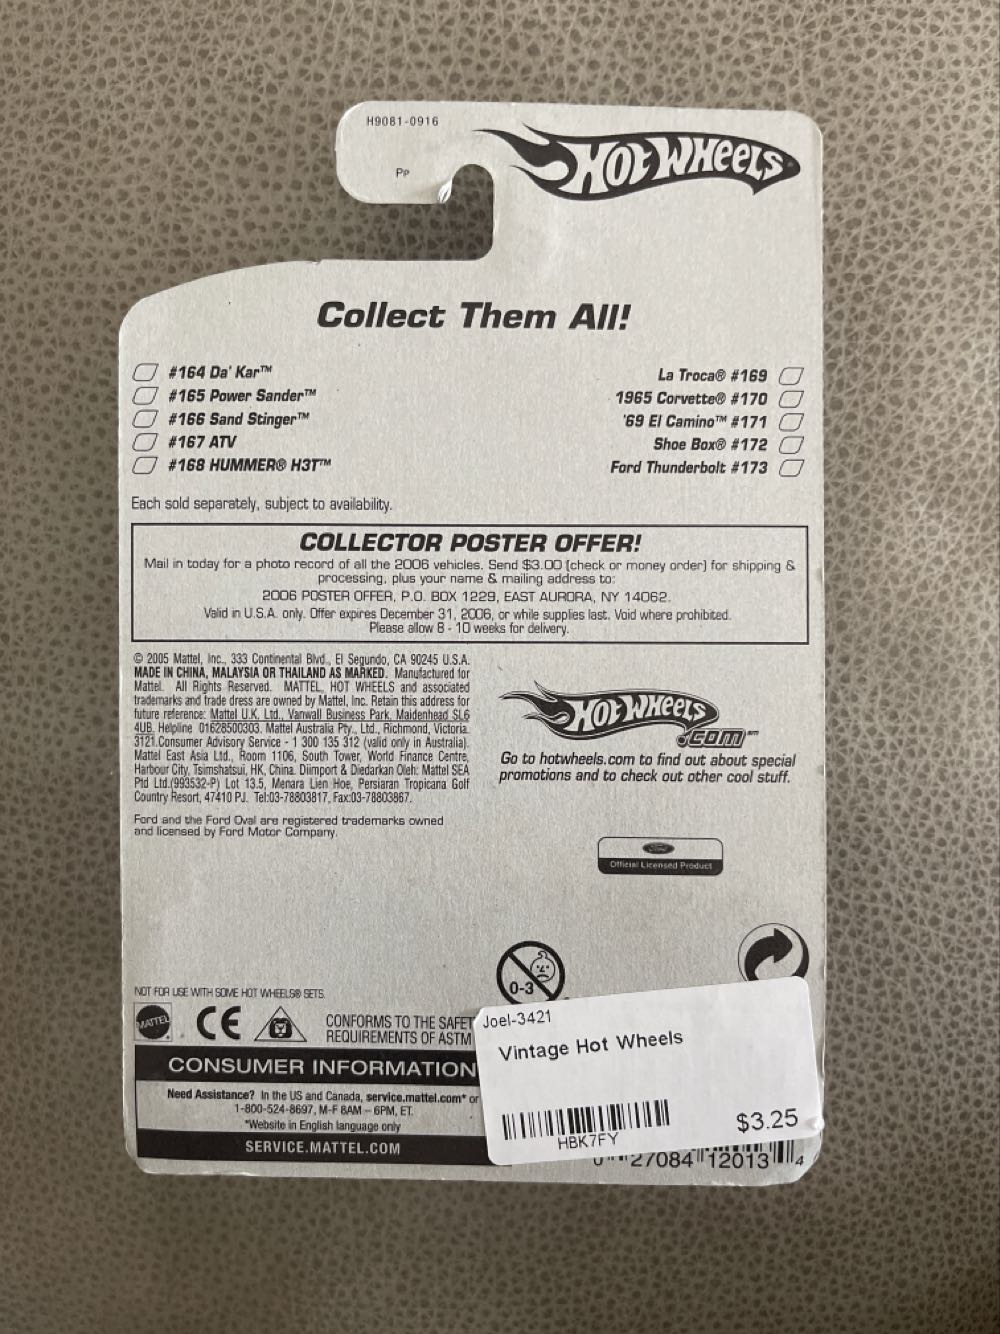 H9081-0916
PP
HOT WHEELS
Collect Them All!
#164 Da' Kar™
#165 Power Sander™
#166 Sand Stinger™
#167 ATV
#168 HUMMER® H3T™
La Troca® #169
1965 Corvette® #170
'69 El Camino™ #171
Shoe Box® #172
Ford Thunderbolt #173
Each sold separately, subject to availability.
COLLECTOR POSTER OFFER!
Mail in today for a photo record of all the 2006 vehicles. Send $3.00 (check or money order) for shipping &
processing, plus your name & mailing address to:
2006 POSTER OFFER, P.O. BOX 1229, EAST AURORA, NY 14062.
Valid in U.S.A. only. Offer expires December 31, 2006, or while supplies last. Void where prohibited.
Please allow 8 - 10 weeks for delivery.
© 2005 Mattel, Inc., 333 Continental Blvd., El Segundo, CA 90245 U.S.A.
MADE IN CHINA, MALAYSIA OR THAILAND AS MARKED. Manufactured for
Mattel. All Rights Reserved. MATTEL, HOT WHEELS and associated
trademarks and trade dress are owned by Mattel, Inc. Retain this address for
future reference: Mattel U.K. Ltd., Vanwall Business Park, Maidenhead SL6
4UB. Helpline 01628500303. Mattel Australia Pty., Ltd., Richmond, Victoria.
3121.Consumer Advisory Service - 1 300 135 312 (valid only in Australia).
Mattel East Asia Ltd., Room 1106, South Tower, World Finance Centre,
Harbour City, Tsimshatsui, HK, China. Diimport & Diedarkan Oleh: Mattel SEA
Ptd Ltd.(993532-P) Lot 13.5, Menara Lien Hoe, Persiaran Tropicana Golf
Country Resort, 47410 PJ. Tel:03-78803817, Fax:03-78803867.
Ford and the Ford Oval are registered trademarks owned
and licensed by Ford Motor Company.
HOT WHEELS
.COM℠
Go to hotwheels.com to find out about special
promotions and to check out other cool stuff.
Ford
Official Licensed Product
0-3
NOT FOR USE WITH SOME HOT WHEELS® SETS.
MATTEL
CE
CONFORMS TO THE SAFET
REQUIREMENTS OF ASTM
CONSUMER INFORMATION
Need Assistance? In the US and Canada, service.mattel.com* or
1-800-524-8697, M-F 8AM – 6PM, ET.
*Website in English language only
SERVICE.MATTEL.COM
Joel-3421
Vintage Hot Wheels
HBK7FY
$3.25
0 27084 12013 4